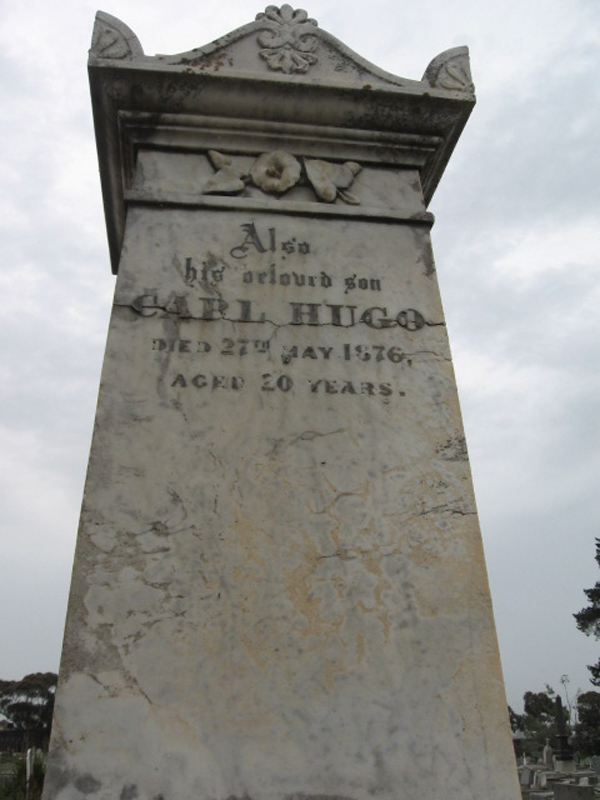 Also
his beloved son
CARL HUGO
DIED 27TH MAY 1876,
AGED 20 YEARS.